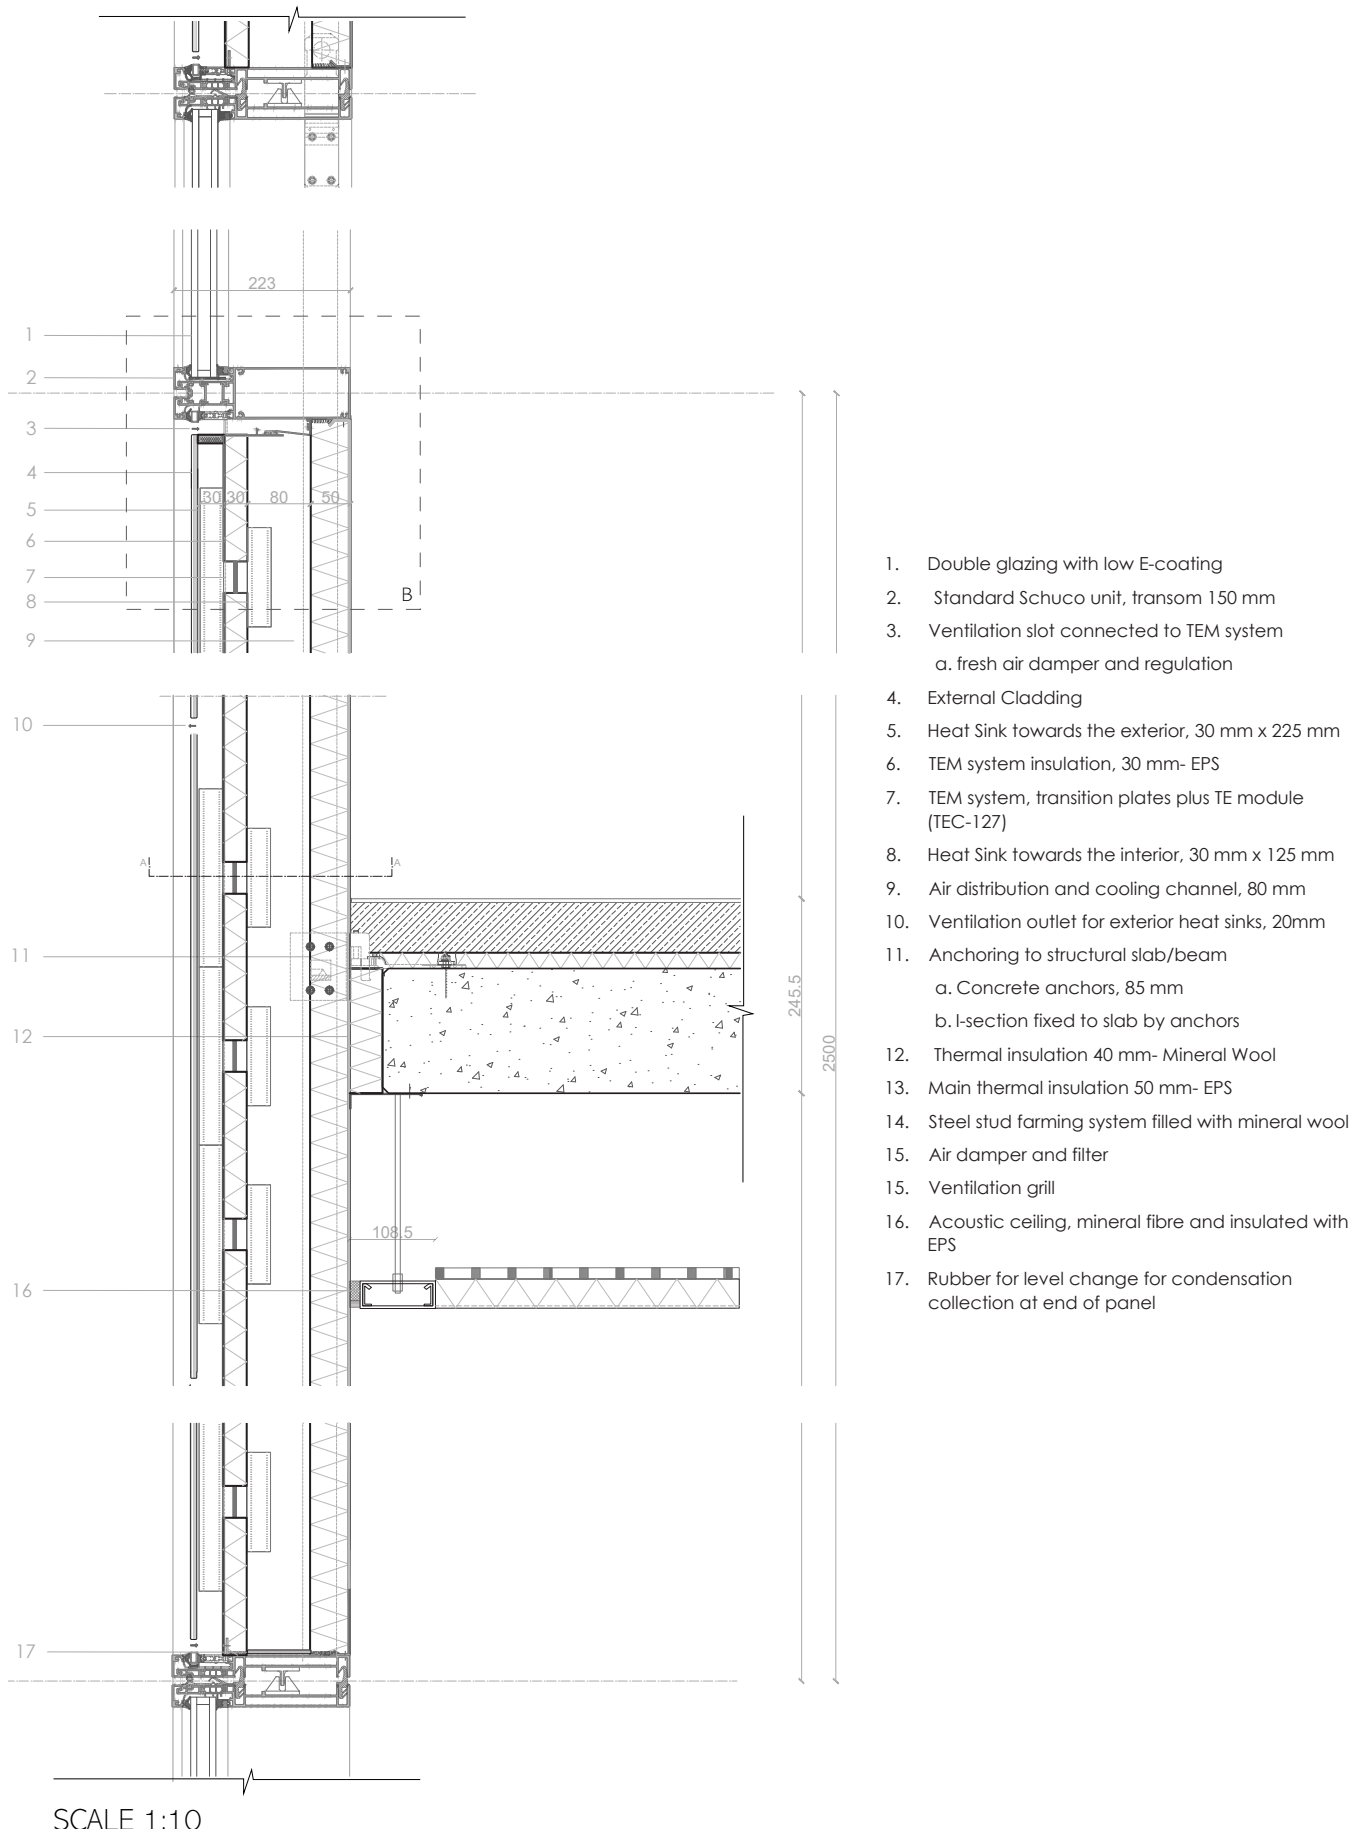 223
1
2
3
4
30 30 80 50
5
6
7
8
B
9
10
A A
11
12
245.5
2500
108.5
16
17
SCALE 1:10
1. Double glazing with low E-coating
2. Standard Schuco unit, transom 150 mm
3. Ventilation slot connected to TEM system
a. fresh air damper and regulation
4. External Cladding
5. Heat Sink towards the exterior, 30 mm x 225 mm
6. TEM system insulation, 30 mm- EPS
7. TEM system, transition plates plus TE module
(TEC-127)
8. Heat Sink towards the interior, 30 mm x 125 mm
9. Air distribution and cooling channel, 80 mm
10. Ventilation outlet for exterior heat sinks, 20mm
11. Anchoring to structural slab/beam
a. Concrete anchors, 85 mm
b. I-section fixed to slab by anchors
12. Thermal insulation 40 mm- Mineral Wool
13. Main thermal insulation 50 mm- EPS
14. Steel stud farming system filled with mineral wool
15. Air damper and filter
15. Ventilation grill
16. Acoustic ceiling, mineral fibre and insulated with
EPS
17. Rubber for level change for condensation
collection at end of panel